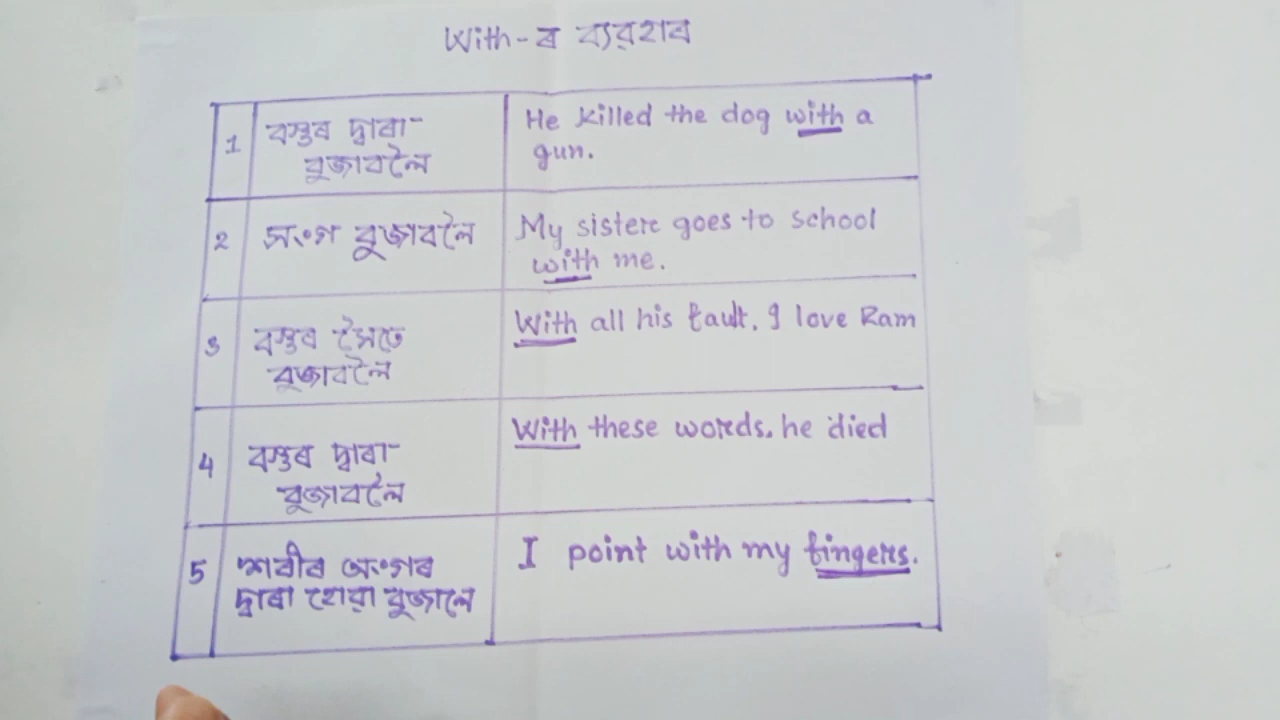 With-ৰ ব্যৱহাৰ
1
বস্তুৰ দ্বাৰা
বুজাবলৈ
He killed the dog with a
gun.
2
সংগ বুজাবলৈ
My sister goes to school
with me.
3
বস্তুৰ সৈতে
বুজাবলৈ
With all his fault, I love Ram
4
বস্তুৰ দ্বাৰা
বুজাবলৈ
With these words, he died
5
শৰীৰ অংগৰ
দ্বাৰা হোৱা বুজালে
I point with my fingers.